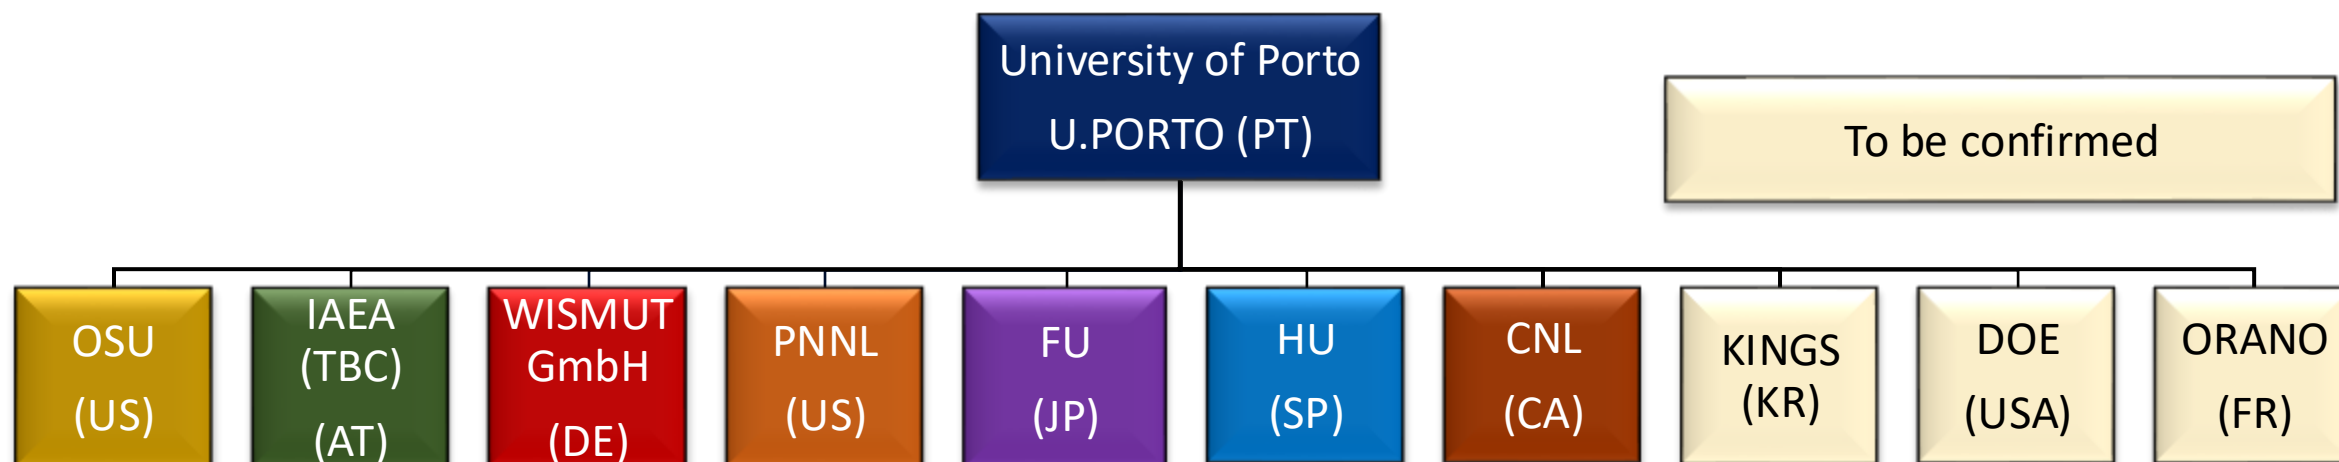 University of Porto
U.PORTO (PT)
To be confirmed
OSU
(US)
IAEA
(TBC)
(AT)
WISMUT
GmbH
(DE)
PNNL
(US)
FU
(JP)
HU
(SP)
CNL
(CA)
KINGS
(KR)
DOE
(USA)
ORANO
(FR)